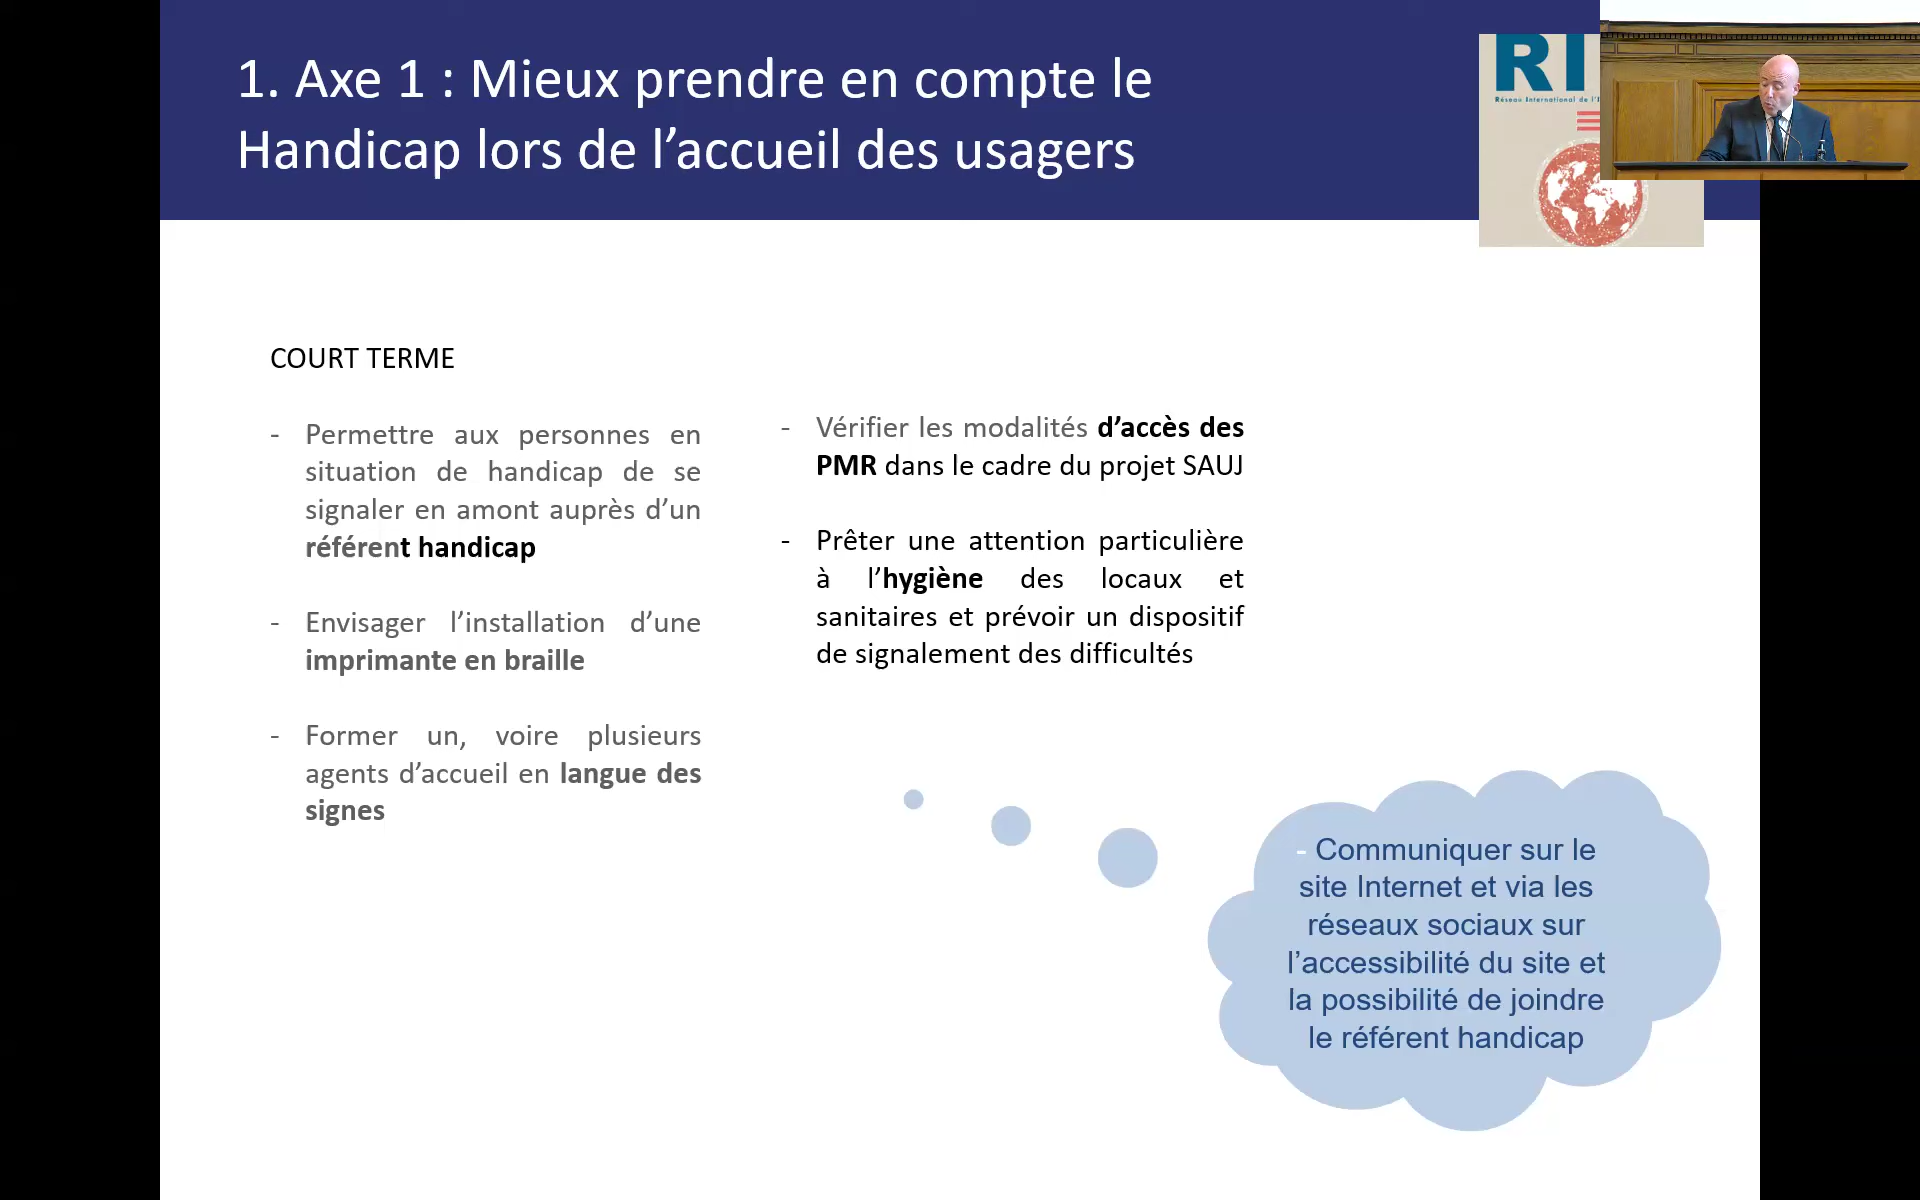 1. Axe 1 : Mieux prendre en compte le
Handicap lors de l’accueil des usagers
RI
Réseau International de l'I
COURT TERME
- Permettre aux personnes en
situation de handicap de se
signaler en amont auprès d’un
référent handicap
- Envisager l’installation d’une
imprimante en braille
- Former un, voire plusieurs
agents d’accueil en langue des
signes
- Vérifier les modalités d’accès des
PMR dans le cadre du projet SAUJ
- Prêter une attention particulière
à l’hygiène des locaux et
sanitaires et prévoir un dispositif
de signalement des difficultés
- Communiquer sur le
site Internet et via les
réseaux sociaux sur
l’accessibilité du site et
la possibilité de joindre
le référent handicap